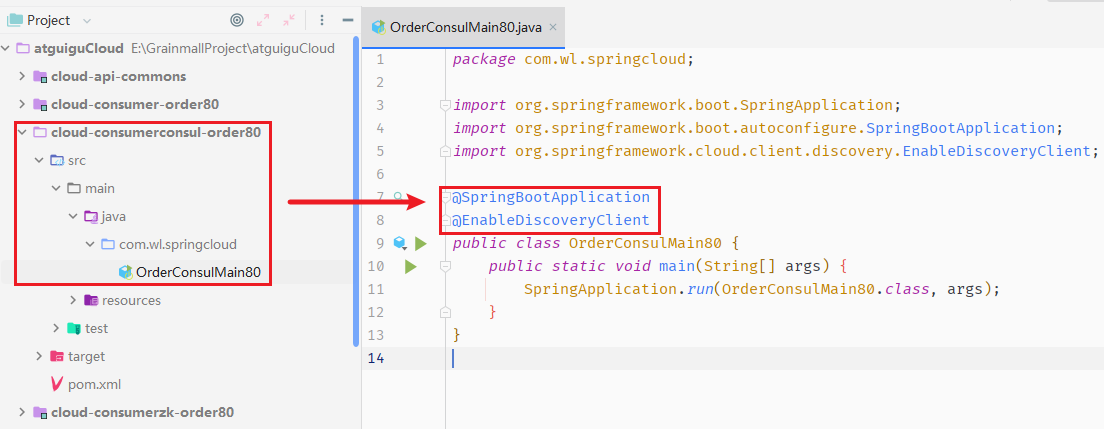 Project
atguiguCloud E:\GrainmallProject\atguiguCloud
cloud-api-commons
cloud-consumer-order80
cloud-consumerconsul-order80
src
main
java
com.wl.springcloud
OrderConsulMain80
resources
test
target
pom.xml
cloud-consumerzk-order80
OrderConsulMain80.java
1 package com.wl.springcloud;
2
3 import org.springframework.boot.SpringApplication;
4 import org.springframework.boot.autoconfigure.SpringBootApplication;
5 import org.springframework.cloud.client.discovery.EnableDiscoveryClient;
6
7 @SpringBootApplication
8 @EnableDiscoveryClient
9 public class OrderConsulMain80 {
10 public static void main(String[] args) {
11 SpringApplication.run(OrderConsulMain80.class, args);
12 }
13 }
14